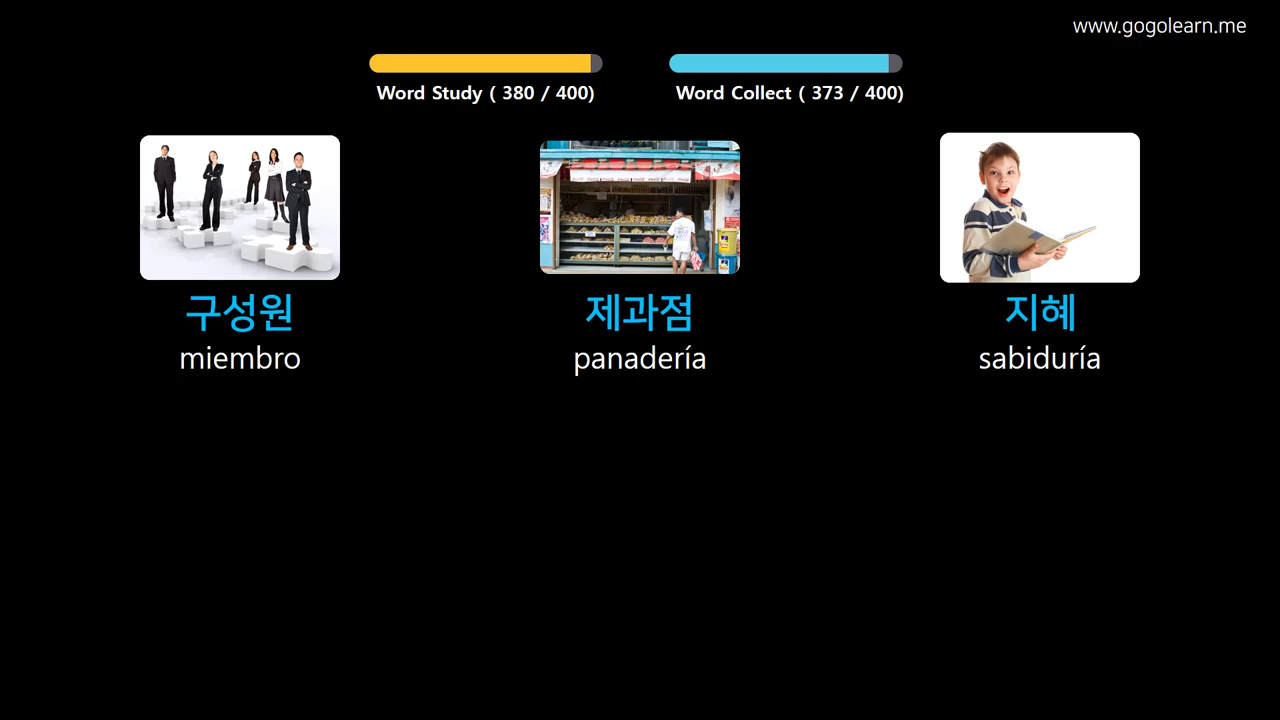 www.gogolearn.me
Word Study ( 380 / 400)
Word Collect ( 373 / 400)
구성원
제과점
지혜
miembro
panadería
sabiduría